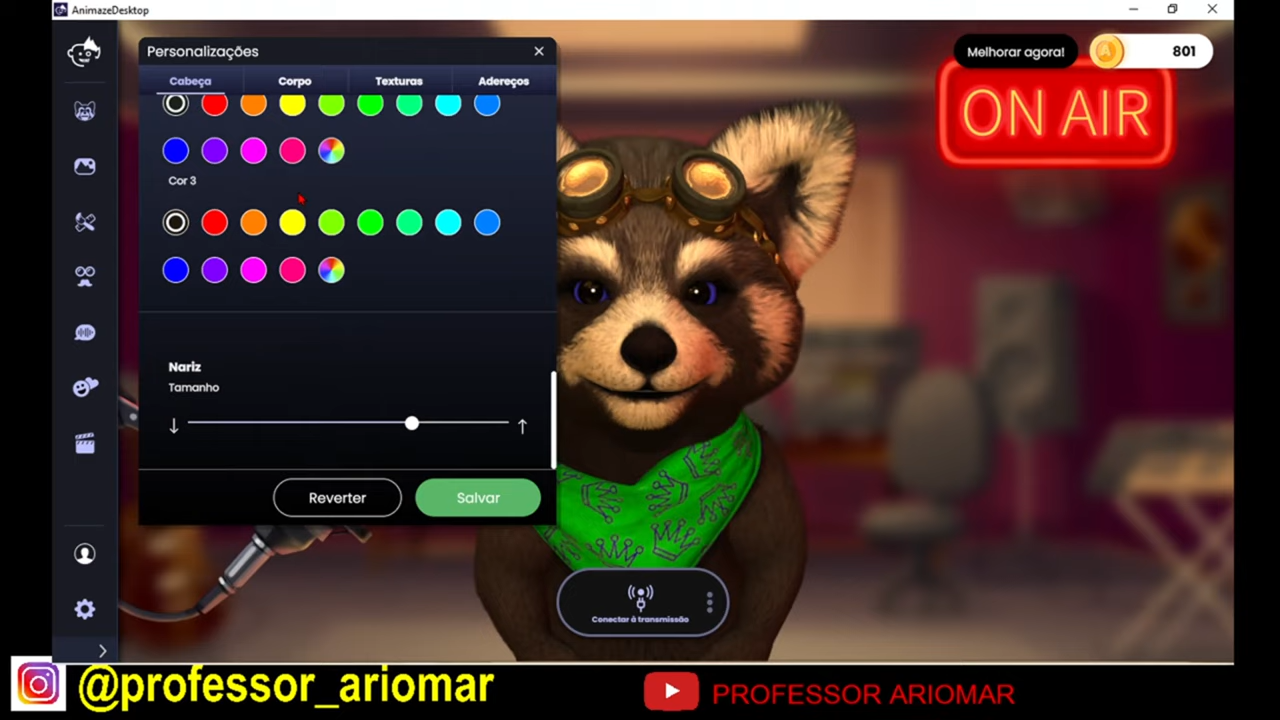 AnimazeDesktop
Personalizações
Cabeça
Corpo
Texturas
Adereços
Cor 3
Nariz
Tamanho
Reverter
Salvar
Melhorar agora!
801
ON AIR
Conectar à transmissão
@professor_ariomar
PROFESSOR ARIOMAR